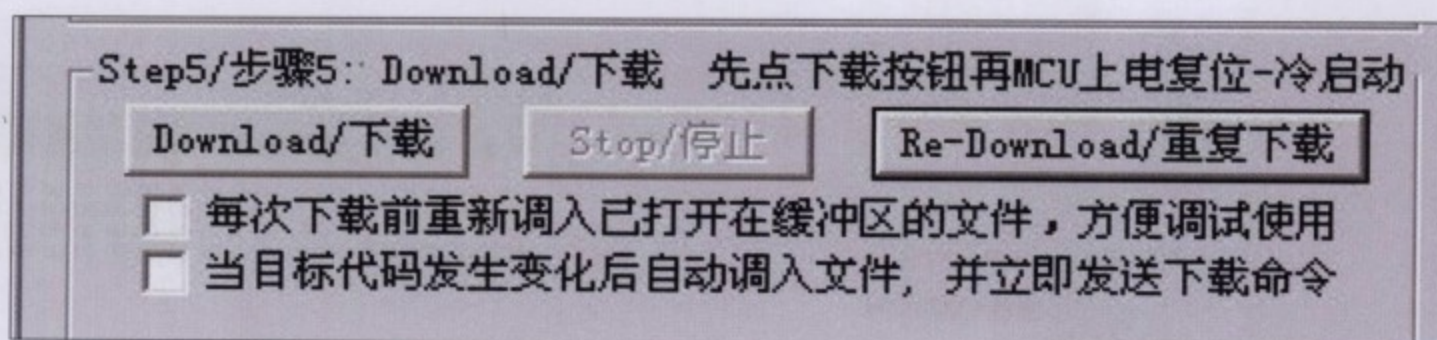 Step5/步骤5: Download/下载 先点下载按钮再MCU上电复位-冷启动
Download/下载 Stop/停止 Re-Download/重复下载
每次下载前重新调入已打开在缓冲区的文件，方便调试使用
当目标代码发生变化后自动调入文件, 并立即发送下载命令